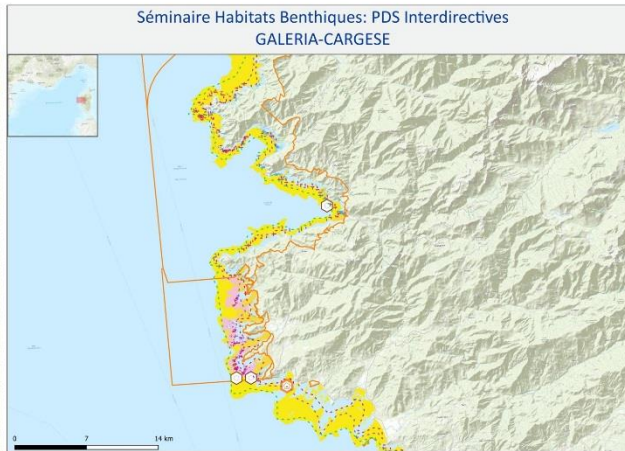 Séminaire Habitats Benthiques: PDS Interdirectives
GALERIA-CARGESE
0 7 14 km